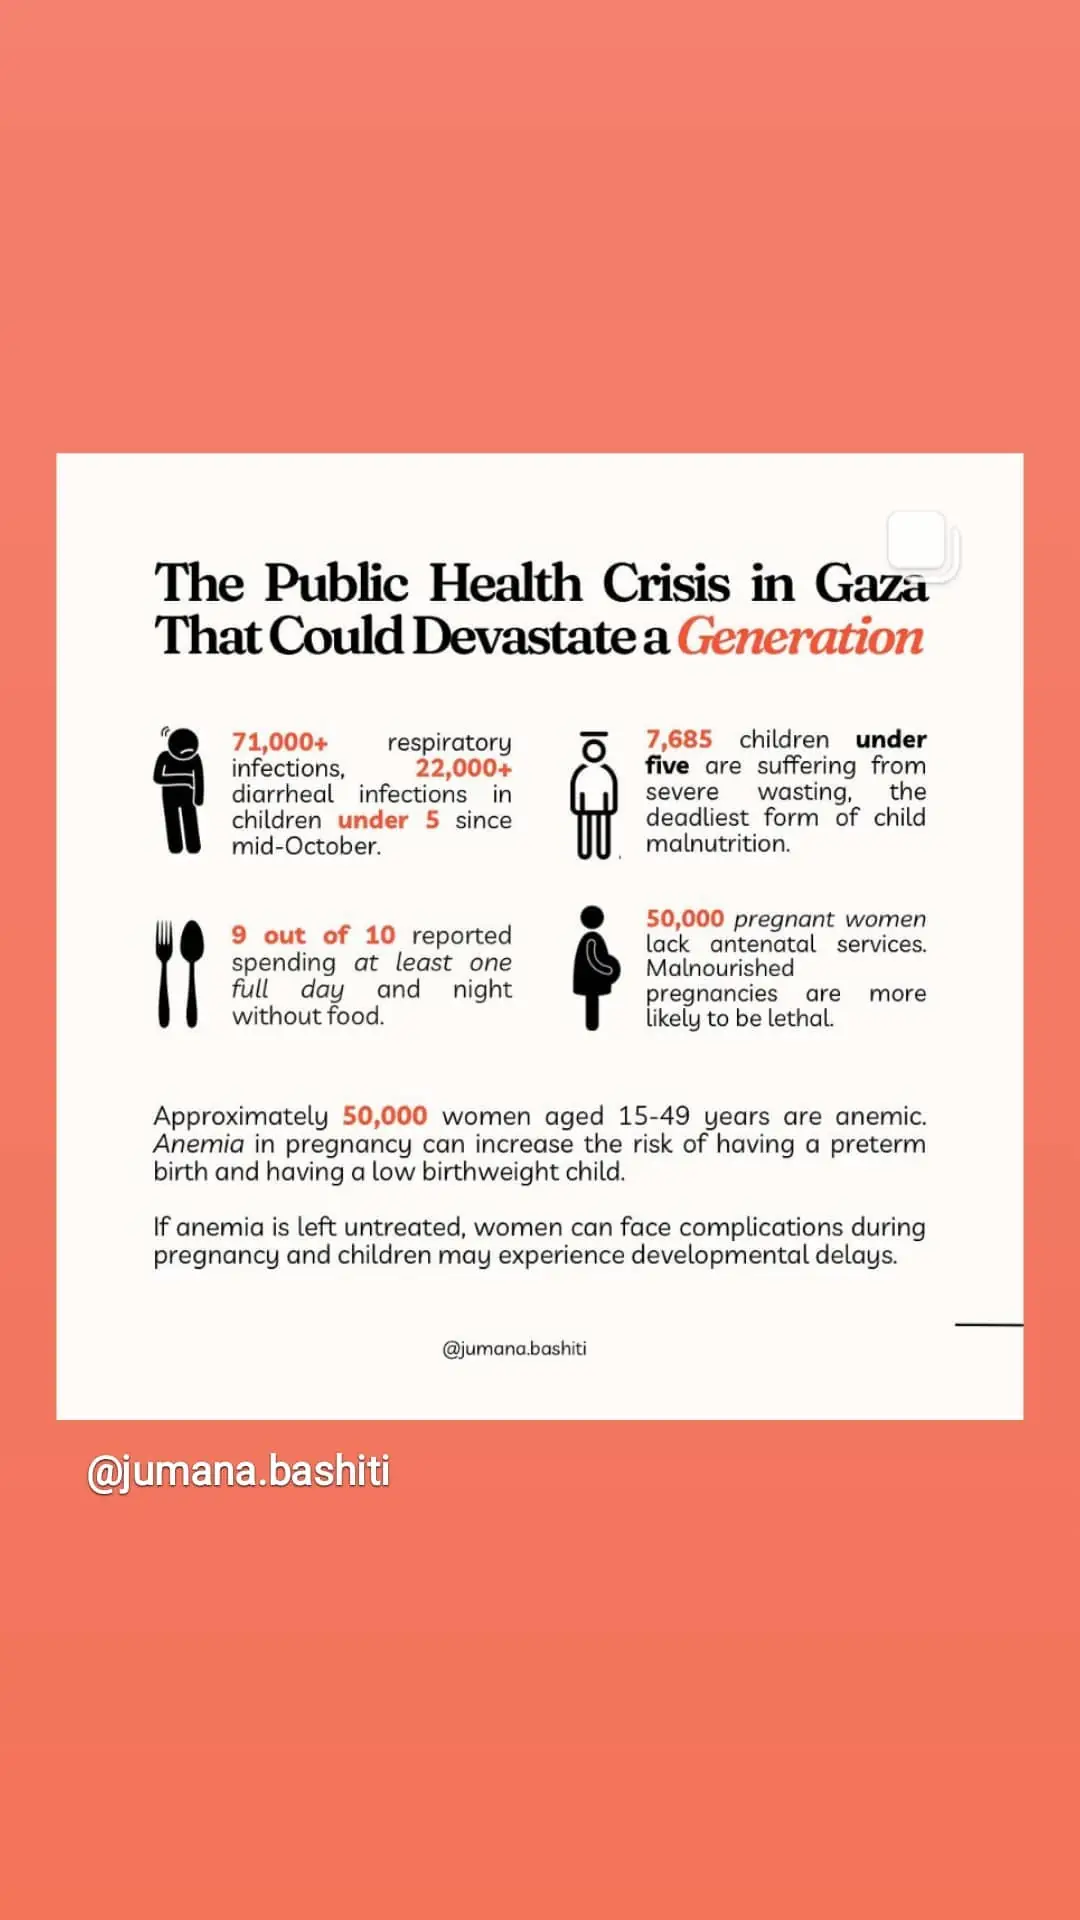 The Public Health Crisis in Gaza
That Could Devastate a Generation
71,000+ respiratory
infections, 22,000+
diarrheal infections in
children under 5 since
mid-October.
7,685 children under
five are suffering from
severe wasting, the
deadliest form of child
malnutrition.
9 out of 10 reported
spending at least one
full day and night
without food.
50,000 pregnant women
lack antenatal services.
Malnourished
pregnancies are more
likely to be lethal.
Approximately 50,000 women aged 15-49 years are anemic.
Anemia in pregnancy can increase the risk of having a preterm
birth and having a low birthweight child.
If anemia is left untreated, women can face complications during
pregnancy and children may experience developmental delays.
@jumana.bashiti
@jumana.bashiti